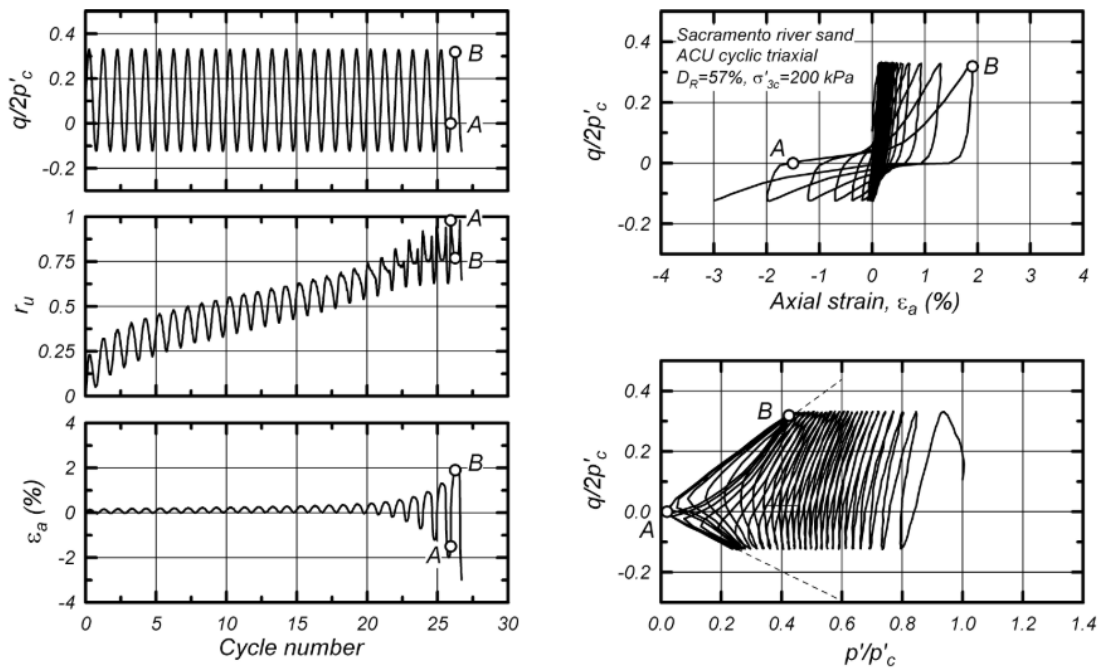 0.4
0.2
0
-0.2
q/2p'c
B
A
1
0.75
0.5
0.25
0
ru
A
B
4
2
0
-2
-4
εa (%)
B
A
0 5 10 15 20 25 30
Cycle number
0.4
0.2
0
-0.2
q/2p'c
Sacramento river sand
ACU cyclic triaxial
DR=57%, σ'3c=200 kPa
A
B
-4 -3 -2 -1 0 1 2 3 4
Axial strain, εa (%)
0.4
0.2
0.0
-0.2
q/2p'c
B
A
0.0 0.2 0.4 0.6 0.8 1.0 1.2 1.4
p'/p'c